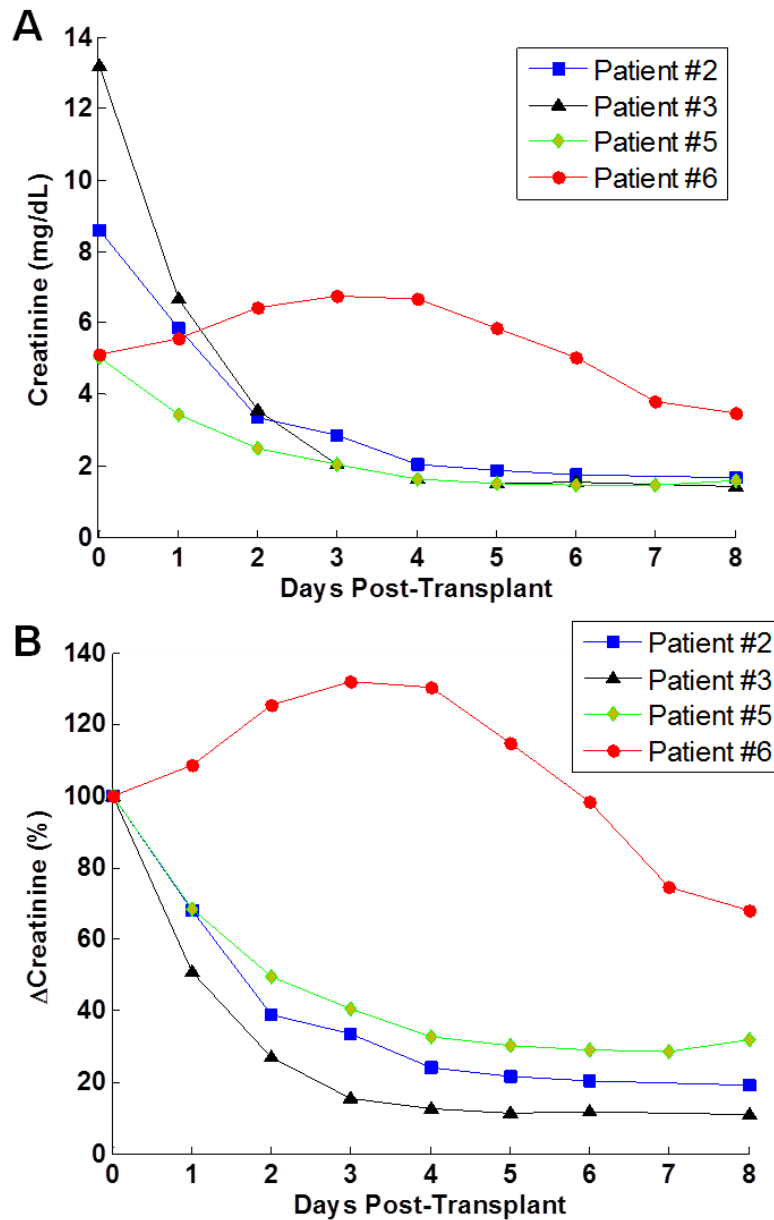 A
Creatinine (mg/dL)
14
12
10
8
6
4
2
0
Patient #2
Patient #3
Patient #5
Patient #6
0 1 2 3 4 5 6 7 8
Days Post-Transplant
B
ΔCreatinine (%)
140
120
100
80
60
40
20
0
Patient #2
Patient #3
Patient #5
Patient #6
0 1 2 3 4 5 6 7 8
Days Post-Transplant